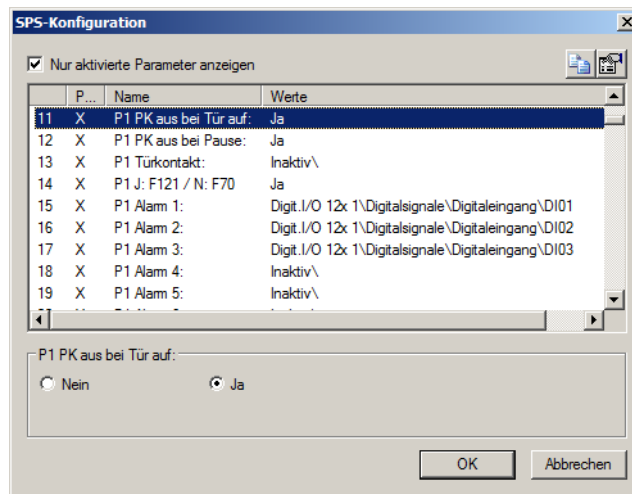 SPS-Konfiguration
Nur aktivierte Parameter anzeigen
P... Name Werte
11 X P1 PK aus bei Tür auf: Ja
12 X P1 PK aus bei Pause: Ja
13 X P1 Türkontakt: Inaktiv\
14 X P1 J: F121 / N: F70 Ja
15 X P1 Alarm 1: Digit.I/O 12x 1\Digitalsignale\Digitaleingang\DI01
16 X P1 Alarm 2: Digit.I/O 12x 1\Digitalsignale\Digitaleingang\DI02
17 X P1 Alarm 3: Digit.I/O 12x 1\Digitalsignale\Digitaleingang\DI03
18 X P1 Alarm 4: Inaktiv\
19 X P1 Alarm 5: Inaktiv\
P1 PK aus bei Tür auf:
Nein Ja
OK Abbrechen